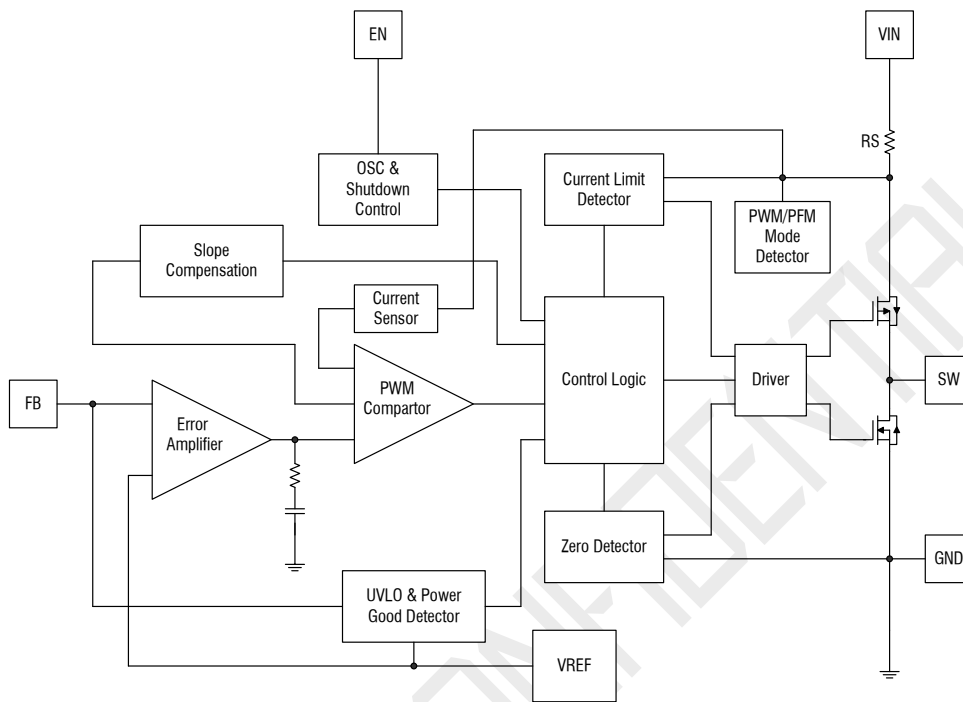 EN
VIN
RS
OSC &
Shutdown
Control
Current Limit
Detector
PWM/PFM
Mode
Detector
Slope
Compensation
Current
Sensor
PWM
Compartor
Control Logic
Driver
SW
FB
Error
Amplifier
Zero Detector
GND
UVLO & Power
Good Detector
VREF
CONFIDENTIAL